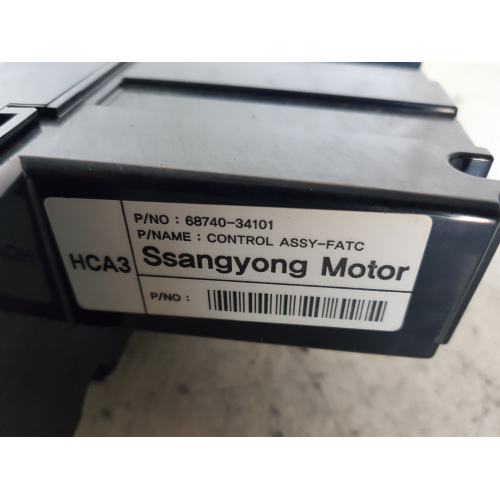 HCA3
P/NO : 68740-34101
P/NAME : CONTROL ASSY-FATC
Ssangyong Motor
P/NO :